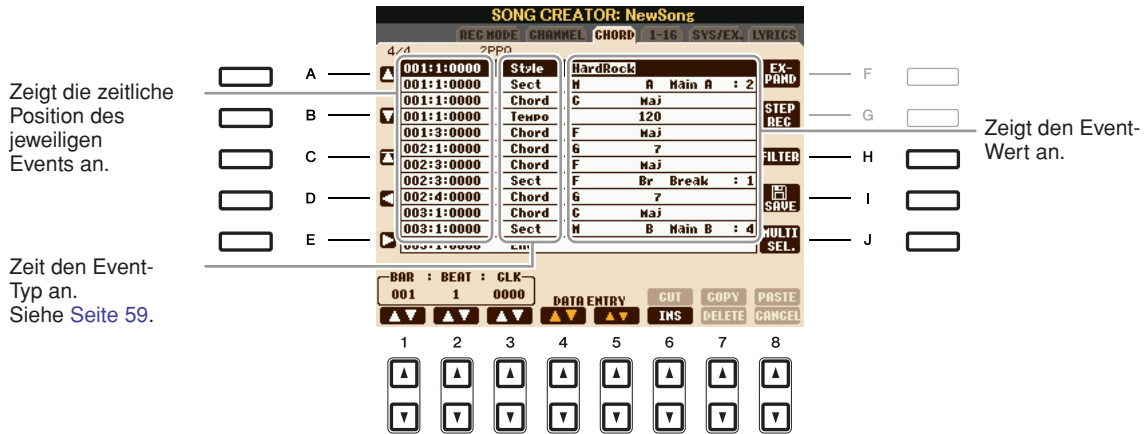 SONG CREATOR: NewSong
REC MODE CHANNEL CHORD 1-16 SYS/EX. LYRICS
4/4 2PPQ
001:1:0000 Style HardRock
001:1:0000 Sect M A Main A : 2
001:1:0000 Chord C Maj
001:1:0000 Tempo 120
001:3:0000 Chord F Maj
002:1:0000 Chord G 7
002:3:0000 Chord F Maj
002:3:0000 Sect F Br Break : 1
002:4:0000 Chord G 7
003:1:0000 Chord C Maj
003:1:0000 Sect M B Main B : 4
003:1:0000 End
EX-
PAND
STEP
REC
FILTER
SAVE
MULTI
SEL.
A
B
C
D
E
F
G
H
I
J
Zeigt die zeitliche
Position des
jeweiligen
Events an.
Zeit den Event-
Typ an.
Siehe Seite 59.
Zeigt den Event-
Wert an.
BAR : BEAT : CLK
001 1 0000
DATA ENTRY
CUT COPY PASTE
INS DELETE CANCEL
1 2 3 4 5 6 7 8